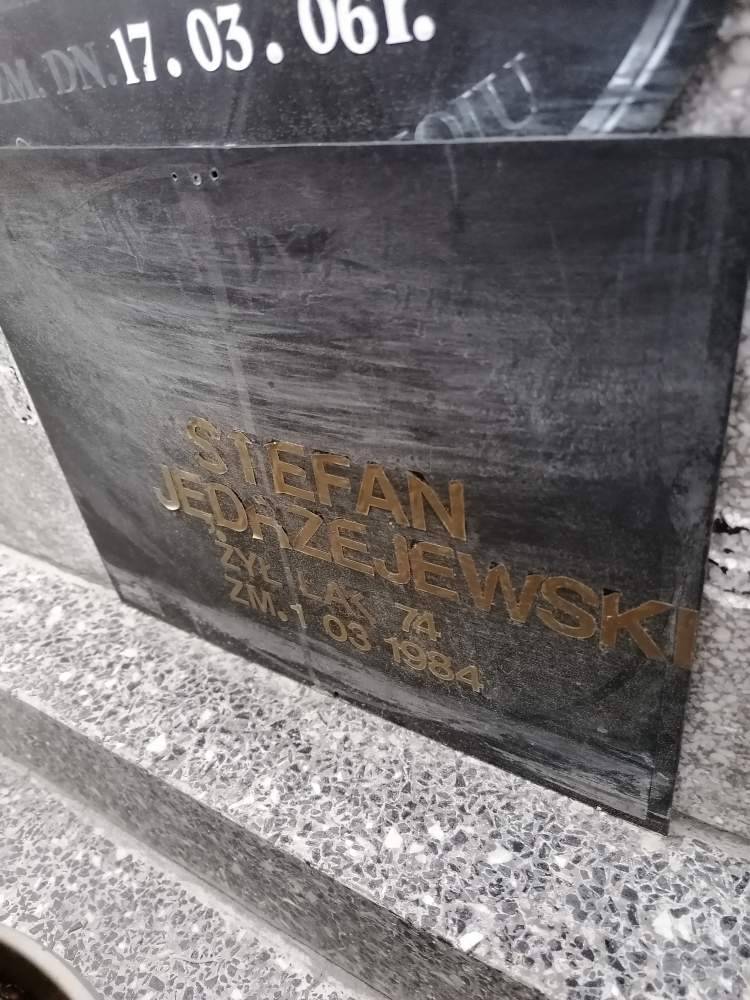 ZM. DN. 17. 03. 06r.
STEFAN
JĘDRZEJEWSKI
ŻYŁ LAT 74
ZM. 1 03 1984